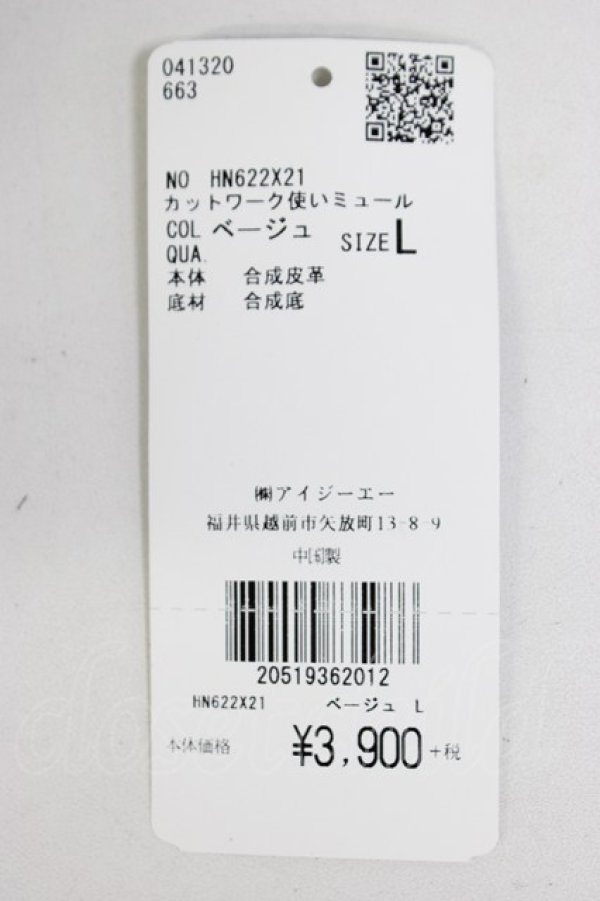 041320
663
NO HN622X21
カットワーク使いミュール
COL ベージュ SIZE L
QUA.
本体 合成皮革
底材 合成底
㈱アイジーエー
福井県越前市矢放町13-8-9
中国製
20519362012
HN622X21 ベージュ L
本体価格 ¥3,900+税